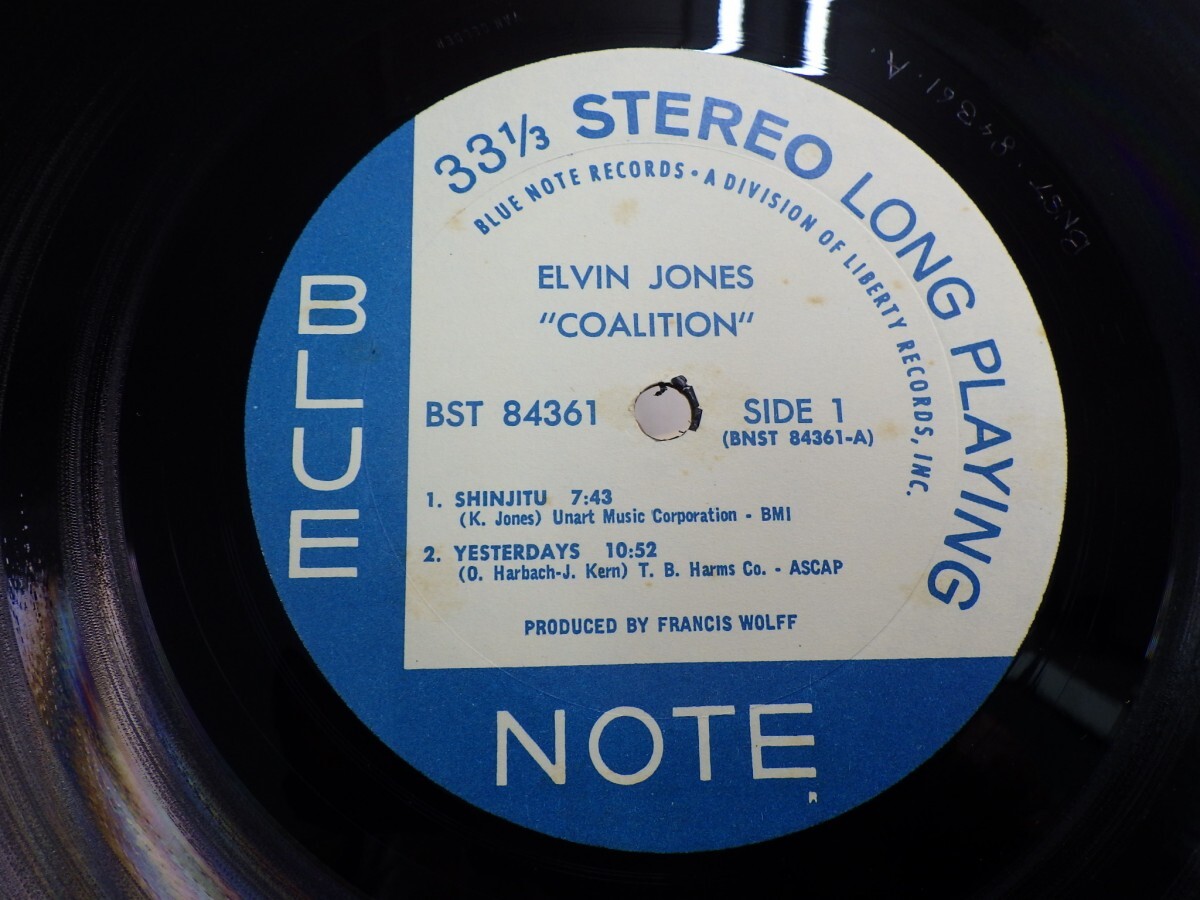 33⅓ STEREO LONG PLAYING
BLUE NOTE RECORDS • A DIVISION OF LIBERTY RECORDS, INC.
ELVIN JONES
"COALITION"
BST 84361
SIDE 1
(BNST 84361-A)
1. SHINJITU 7:43
(K. Jones) Unart Music Corporation - BMI
2. YESTERDAYS 10:52
(O. Harbach-J. Kern) T. B. Harms Co. - ASCAP
PRODUCED BY FRANCIS WOLFF
BLUE
NOTE
R
BNST · 84361 · A.
VAN GELDER